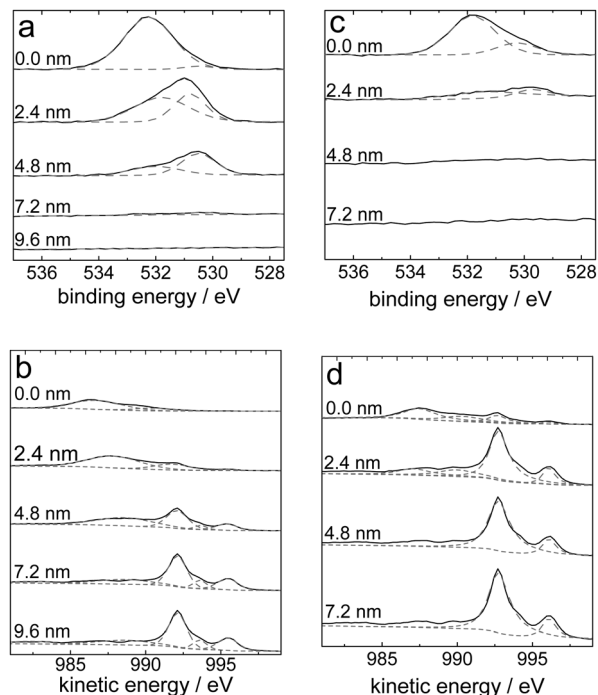 a
0.0 nm
2.4 nm
4.8 nm
7.2 nm
9.6 nm
536 534 532 530 528
binding energy / eV
c
0.0 nm
2.4 nm
4.8 nm
7.2 nm
536 534 532 530 528
binding energy / eV
b
0.0 nm
2.4 nm
4.8 nm
7.2 nm
9.6 nm
985 990 995
kinetic energy / eV
d
0.0 nm
2.4 nm
4.8 nm
7.2 nm
985 990 995
kinetic energy / eV